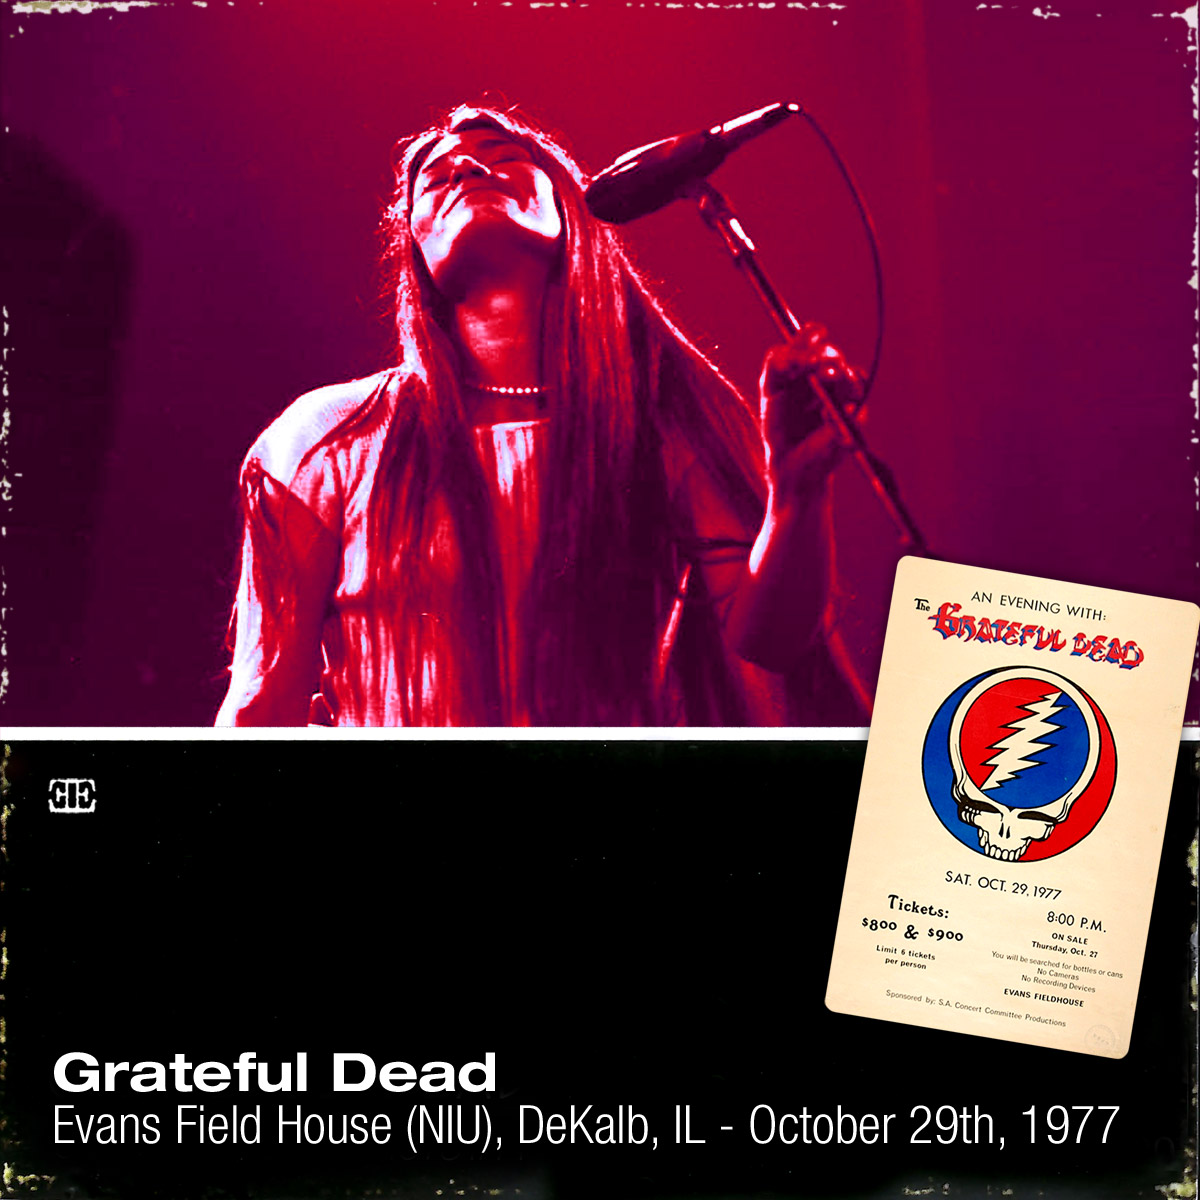 AN EVENING WITH:
The GRATEFUL DEAD
SAT. OCT. 29, 1977
Tickets:
$800 & $900
Limit 6 tickets
per person
8:00 P.M.
ON SALE
Thursday, Oct. 27
You will be searched for bottles or cans
No Cameras
No Recording Devices
EVANS FIELDHOUSE
Sponsored by: S.A. Concert Committee Productions
Grateful Dead
Evans Field House (NIU), DeKalb, IL - October 29th, 1977